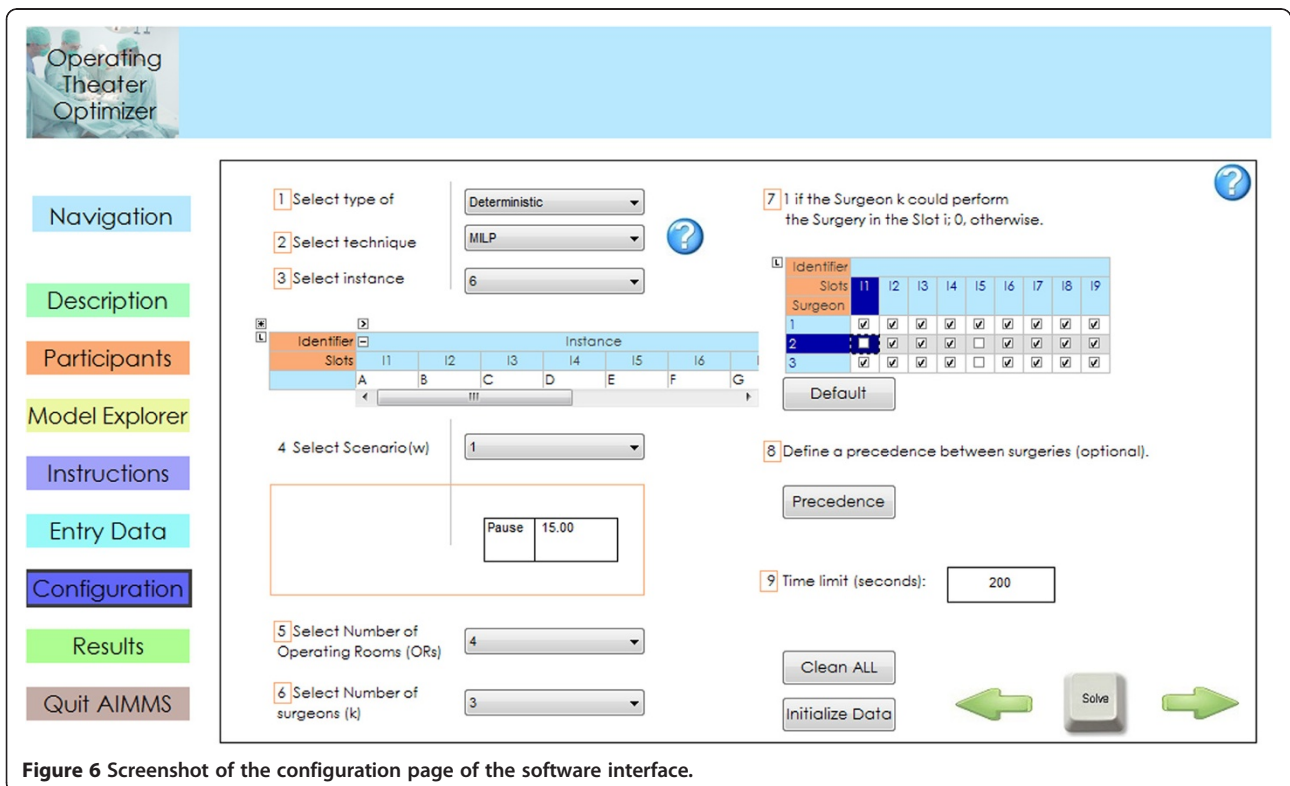 Operating
Theater
Optimizer
Navigation
Description
Participants
Model Explorer
Instructions
Entry Data
Configuration
Results
Quit AIMMS
1 Select type of Deterministic
2 Select technique MILP
3 Select instance 6
Identifier Instance
Slots I1 I2 I3 I4 I5 I6
A B C D E F G
4 Select Scenario(w) 1
Pause 15.00
5 Select Number of
Operating Rooms (ORs) 4
6 Select Number of
surgeons (k) 3
7 1 if the Surgeon k could perform
the Surgery in the Slot i; 0, otherwise.
L Identifier
Slots I1 I2 I3 I4 I5 I6 I7 I8 I9
Surgeon
1
2
3
Default
8 Define a precedence between surgeries (optional).
Precedence
9 Time limit (seconds): 200
Clean ALL
Initialize Data
Solve
Figure 6 Screenshot of the configuration page of the software interface.